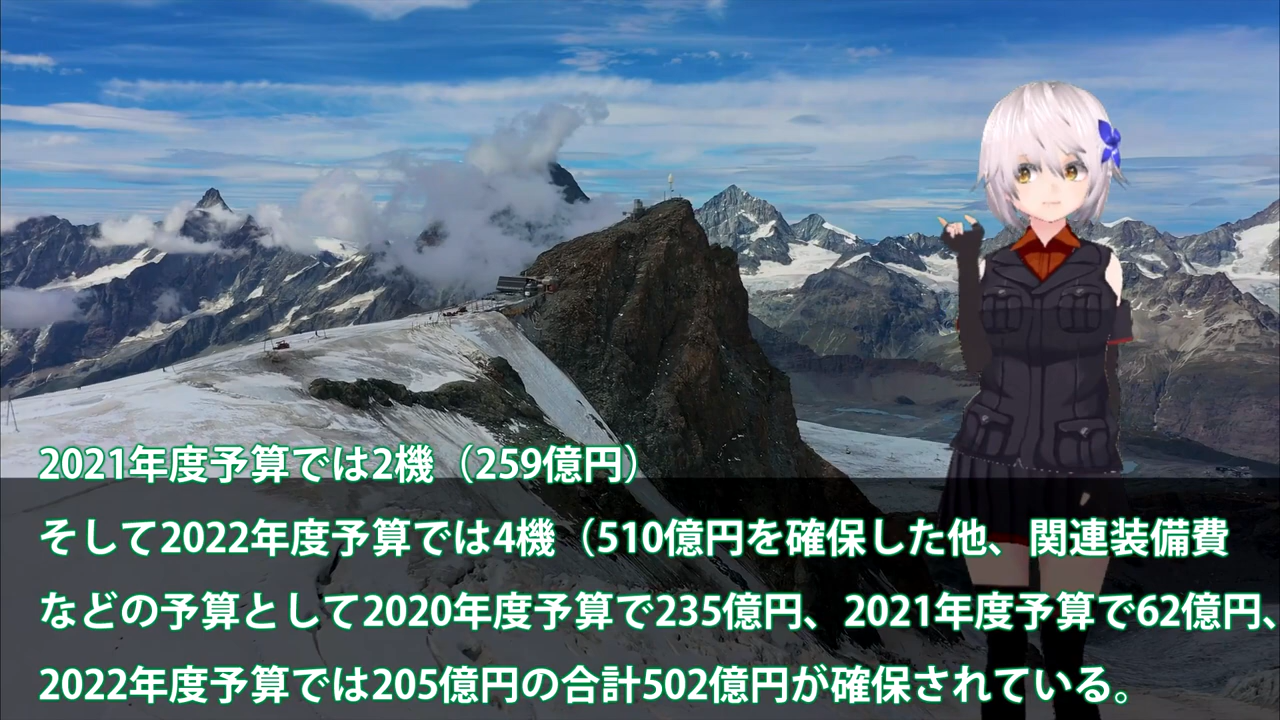 2021年度予算では2機（259億円）
そして2022年度予算では4機（510億円を確保した他、関連装備費
などの予算として2020年度予算で235億円、2021年度予算で62億円、
2022年度予算では205億円の合計502億円が確保されている。